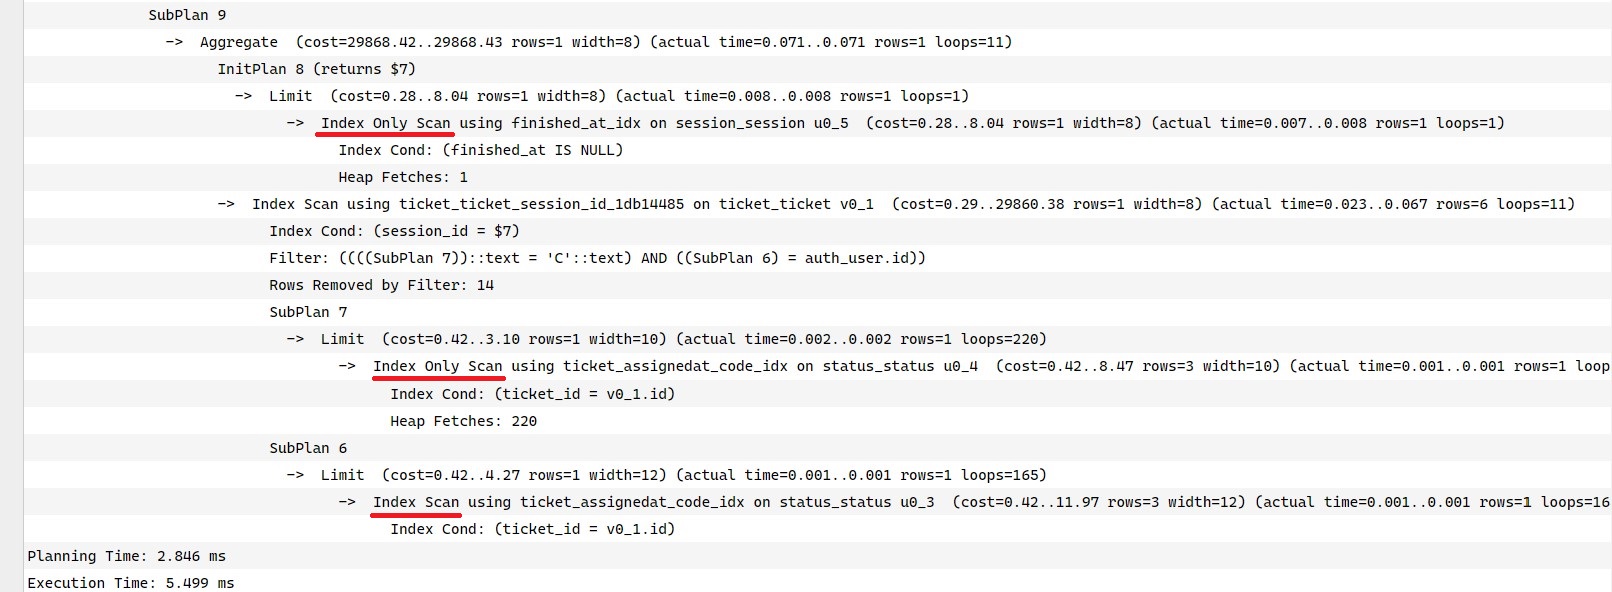 SubPlan 9
-> Aggregate (cost=29868.42..29868.43 rows=1 width=8) (actual time=0.071..0.071 rows=1 loops=11)
InitPlan 8 (returns $7)
-> Limit (cost=0.28..8.04 rows=1 width=8) (actual time=0.008..0.008 rows=1 loops=1)
-> Index Only Scan using finished_at_idx on session_session u0_5 (cost=0.28..8.04 rows=1 width=8) (actual time=0.007..0.008 rows=1 loops=1)
Index Cond: (finished_at IS NULL)
Heap Fetches: 1
-> Index Scan using ticket_ticket_session_id_1db14485 on ticket_ticket v0_1 (cost=0.29..29860.38 rows=1 width=8) (actual time=0.023..0.067 rows=6 loops=11)
Index Cond: (session_id = $7)
Filter: ((((SubPlan 7))::text = 'C'::text) AND ((SubPlan 6) = auth_user.id))
Rows Removed by Filter: 14
SubPlan 7
-> Limit (cost=0.42..3.10 rows=1 width=10) (actual time=0.002..0.002 rows=1 loops=220)
-> Index Only Scan using ticket_assignedat_code_idx on status_status u0_4 (cost=0.42..8.47 rows=3 width=10) (actual time=0.001..0.001 rows=1 loop
Index Cond: (ticket_id = v0_1.id)
Heap Fetches: 220
SubPlan 6
-> Limit (cost=0.42..4.27 rows=1 width=12) (actual time=0.001..0.001 rows=1 loops=165)
-> Index Scan using ticket_assignedat_code_idx on status_status u0_3 (cost=0.42..11.97 rows=3 width=12) (actual time=0.001..0.001 rows=1 loops=16
Index Cond: (ticket_id = v0_1.id)
Planning Time: 2.846 ms
Execution Time: 5.499 ms